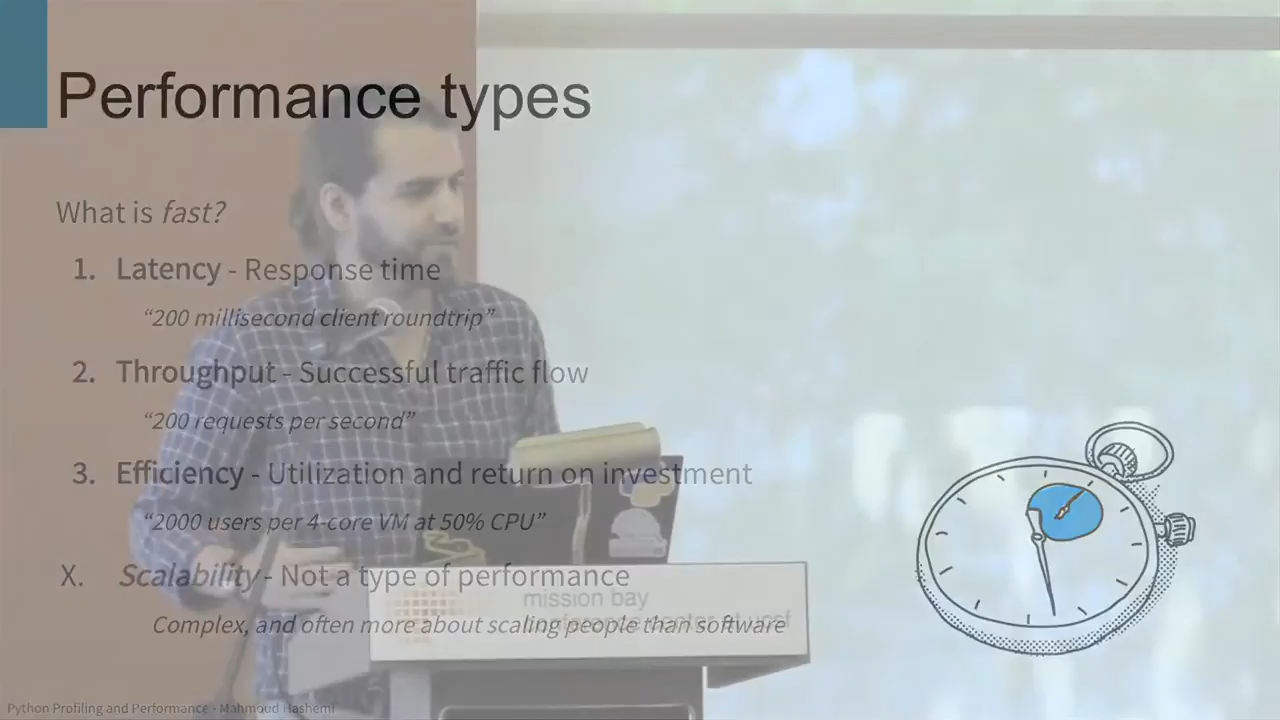 Performance types
What is fast?
1. Latency - Response time
“200 millisecond client roundtrip”
2. Throughput - Successful traffic flow
“200 requests per second”
3. Efficiency - Utilization and return on investment
“2000 users per 4-core VM at 50% CPU”
X. Scalability - Not a type of performance
mission bay
Complex, and often more about scaling people than software
Python Profiling and Performance - Mahmoud Hashemi